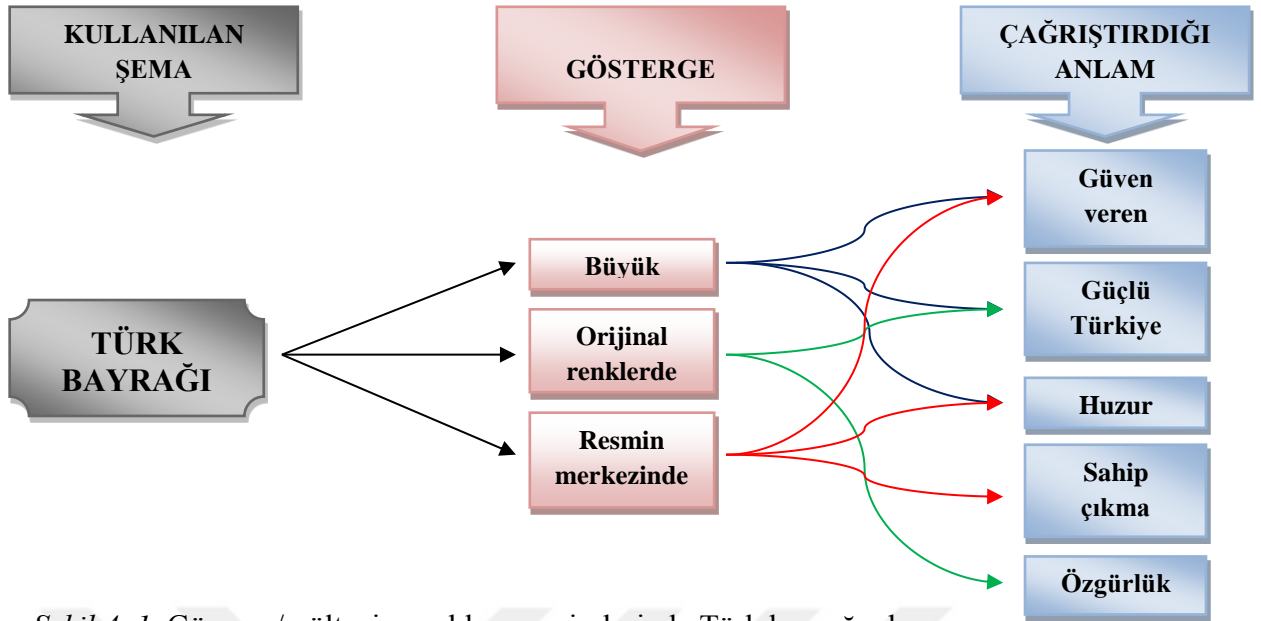 KULLANILAN
ŞEMA
GÖSTERGE
ÇAĞRIŞTIRDIĞI
ANLAM
TÜRK
BAYRAĞI
Büyük
Orijinal
renklerde
Resmin
merkezinde
Güven
veren
Güçlü
Türkiye
Huzur
Sahip
çıkma
Özgürlük